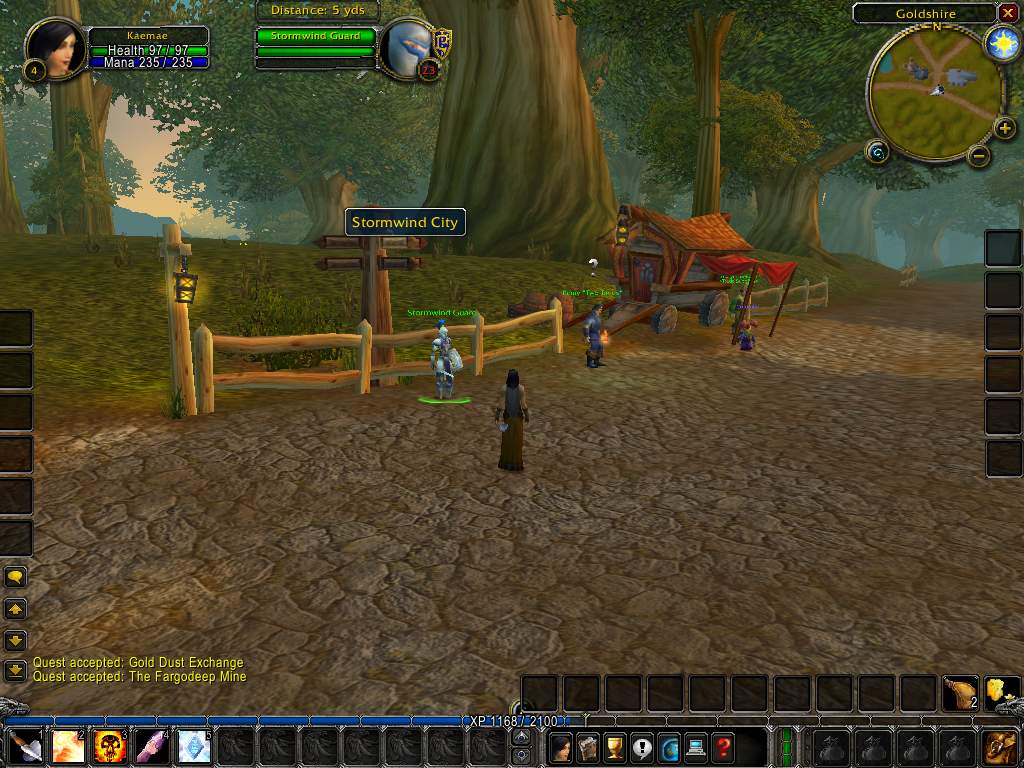 Distance: 5 yds
Kaemae
Health 97 / 97
Mana 235 / 235
4
Stormwind Guard
23
Goldshire
N
Stormwind City
Stormwind Guard
Quest accepted: Gold Dust Exchange
Quest accepted: The Fargodeep Mine
2
XP 1168 / 2100
2
3
4
5